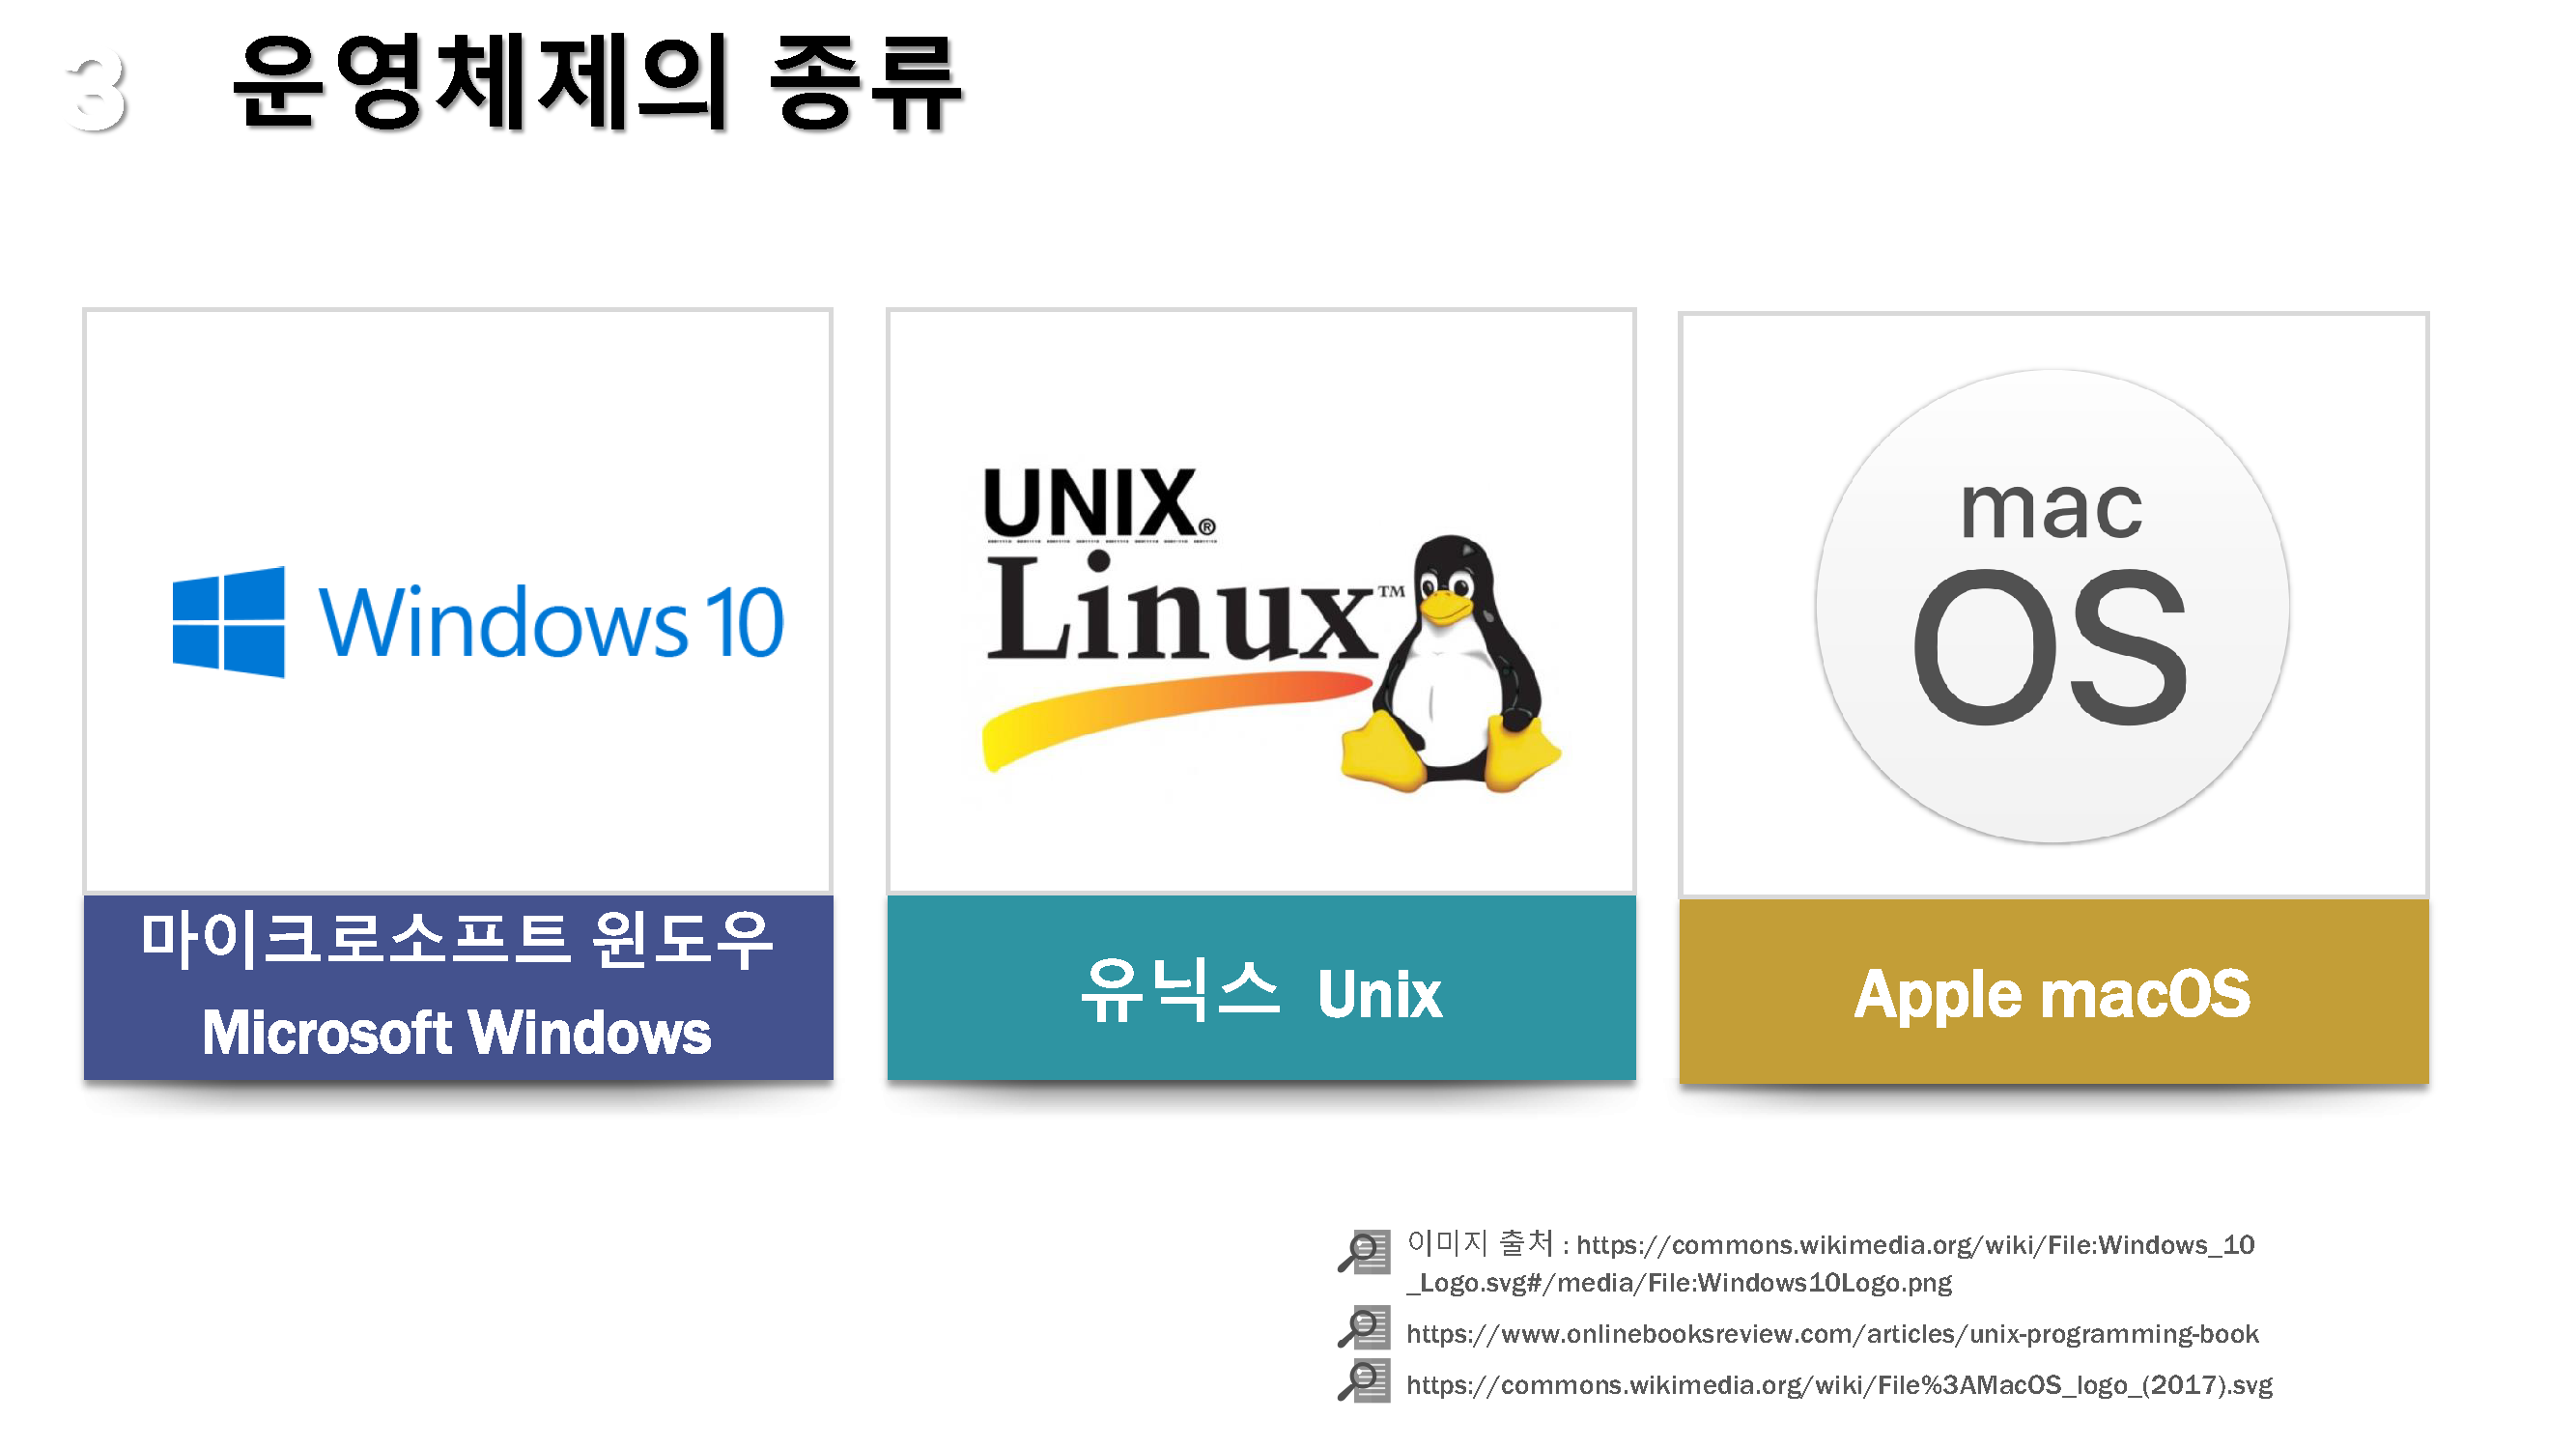 3 운영체제의 종류
Windows 10
UNIX®
Linux™
mac
OS
마이크로소프트 윈도우
Microsoft Windows
유닉스 Unix
Apple macOS
이미지 출처 : https://commons.wikimedia.org/wiki/File:Windows_10
_Logo.svg#/media/File:Windows10Logo.png
https://www.onlinebooksreview.com/articles/unix-programming-book
https://commons.wikimedia.org/wiki/File%3AMacOS_logo_(2017).svg